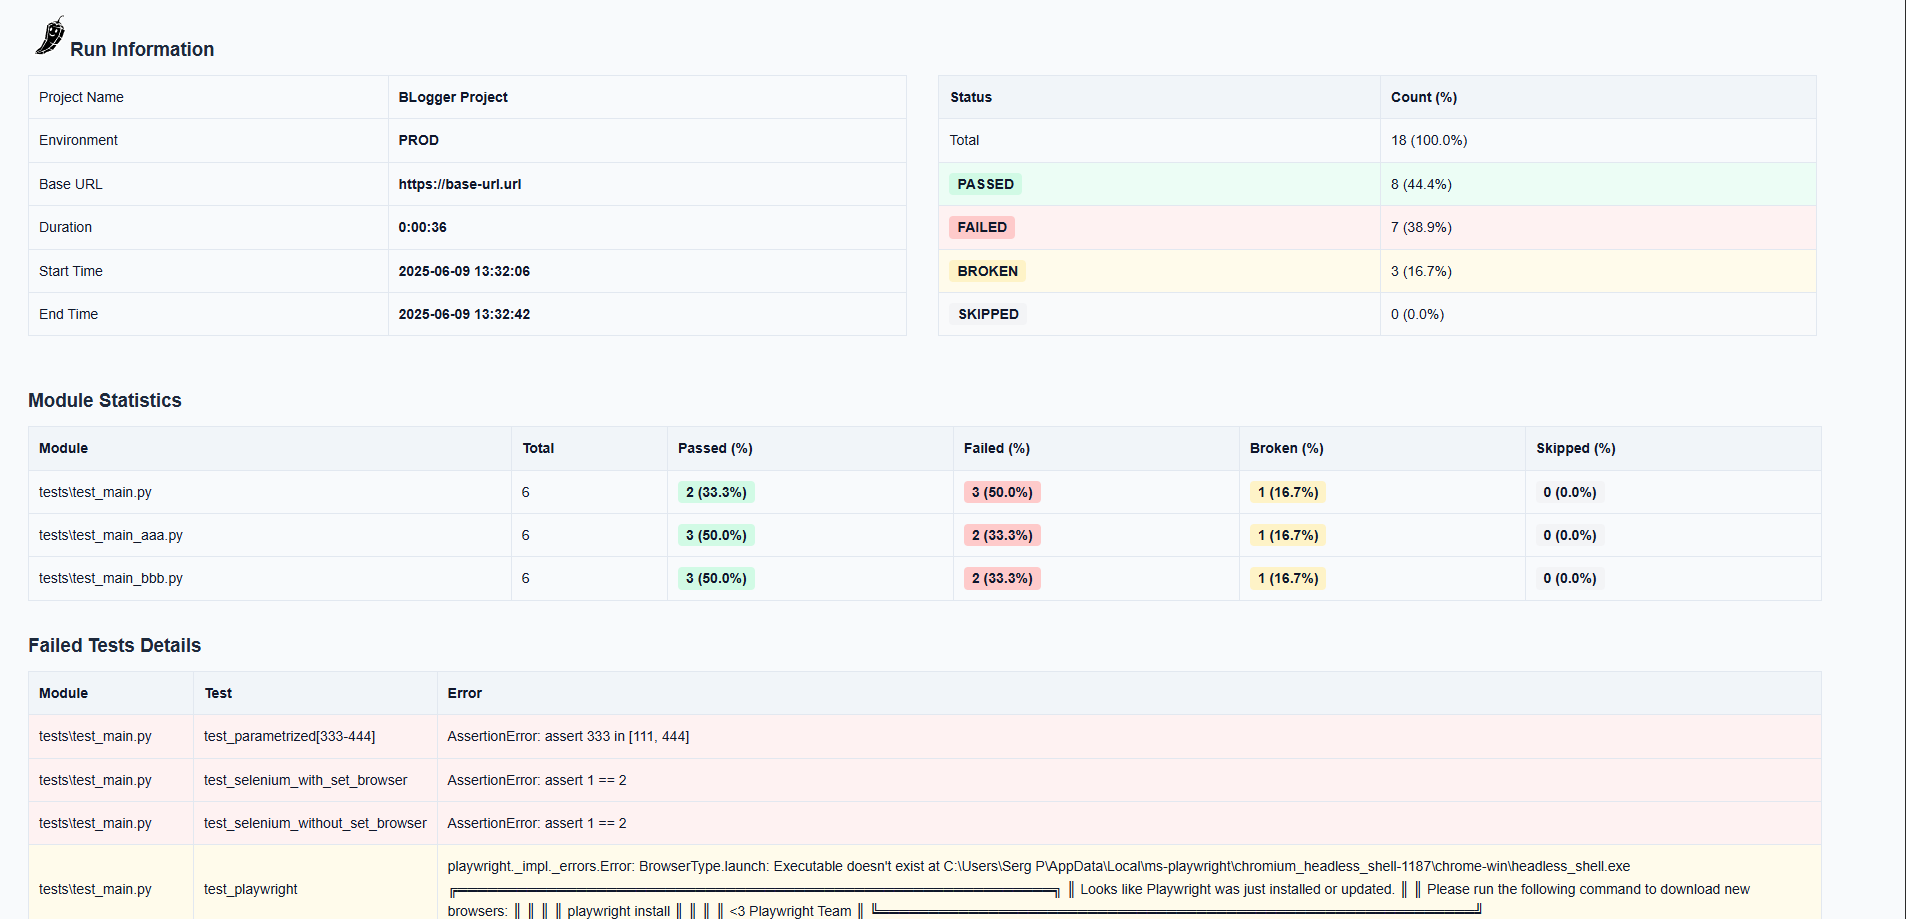 Run Information
Project Name BLogger Project
Environment PROD
Base URL https://base-url.url
Duration 0:00:36
Start Time 2025-06-09 13:32:06
End Time 2025-06-09 13:32:42
Status Count (%)
Total 18 (100.0%)
PASSED 8 (44.4%)
FAILED 7 (38.9%)
BROKEN 3 (16.7%)
SKIPPED 0 (0.0%)
Module Statistics
Module Total Passed (%) Failed (%) Broken (%) Skipped (%)
tests\test_main.py 6 2 (33.3%) 3 (50.0%) 1 (16.7%) 0 (0.0%)
tests\test_main_aaa.py 6 3 (50.0%) 2 (33.3%) 1 (16.7%) 0 (0.0%)
tests\test_main_bbb.py 6 3 (50.0%) 2 (33.3%) 1 (16.7%) 0 (0.0%)
Failed Tests Details
Module Test Error
tests\test_main.py test_parametrized[333-444] AssertionError: assert 333 in [111, 444]
tests\test_main.py test_selenium_with_set_browser AssertionError: assert 1 == 2
tests\test_main.py test_selenium_without_set_browser AssertionError: assert 1 == 2
tests\test_main.py test_playwright playwright._impl._errors.Error: BrowserType.launch: Executable doesn't exist at C:\Users\Serg P\AppData\Local\ms-playwright\chromium_headless_shell-1187\chrome-win\headless_shell.exe
║ Looks like Playwright was just installed or updated. ║ ║ Please run the following command to download new
browsers: ║ ║ ║ ║ playwright install ║ ║ ║ ║ <3 Playwright Team ║